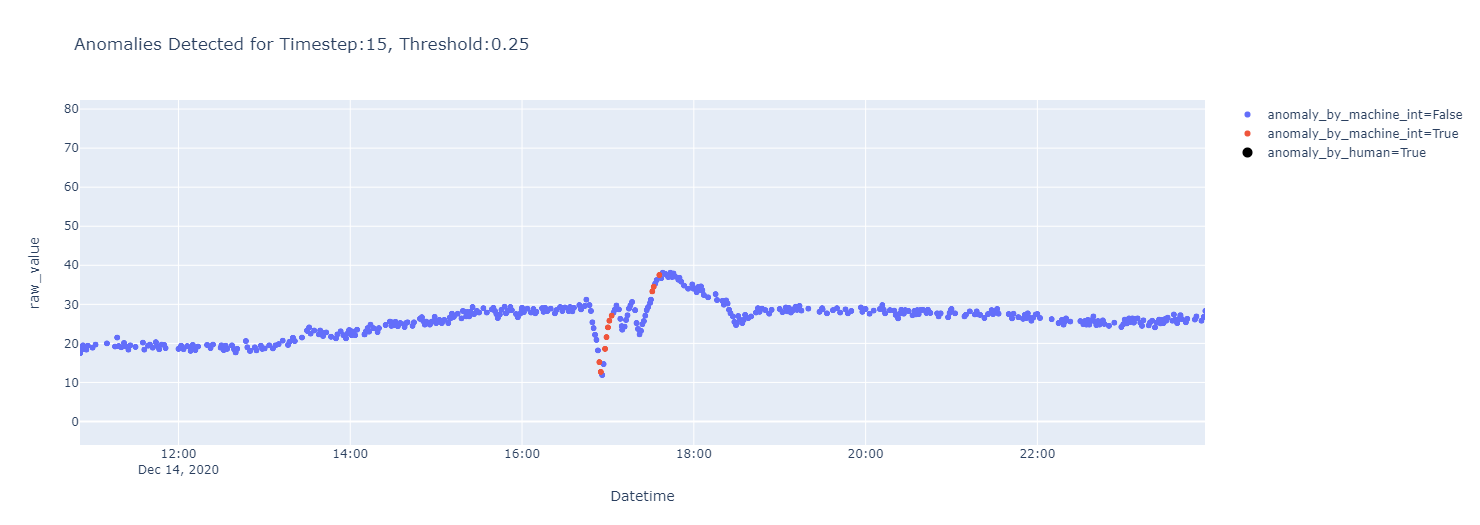 Anomalies Detected for Timestep:15, Threshold:0.25
anomaly_by_machine_int=False
anomaly_by_machine_int=True
anomaly_by_human=True
raw_value
80
70
60
50
40
30
20
10
0
12:00
Dec 14, 2020
14:00
16:00
18:00
20:00
22:00
Datetime